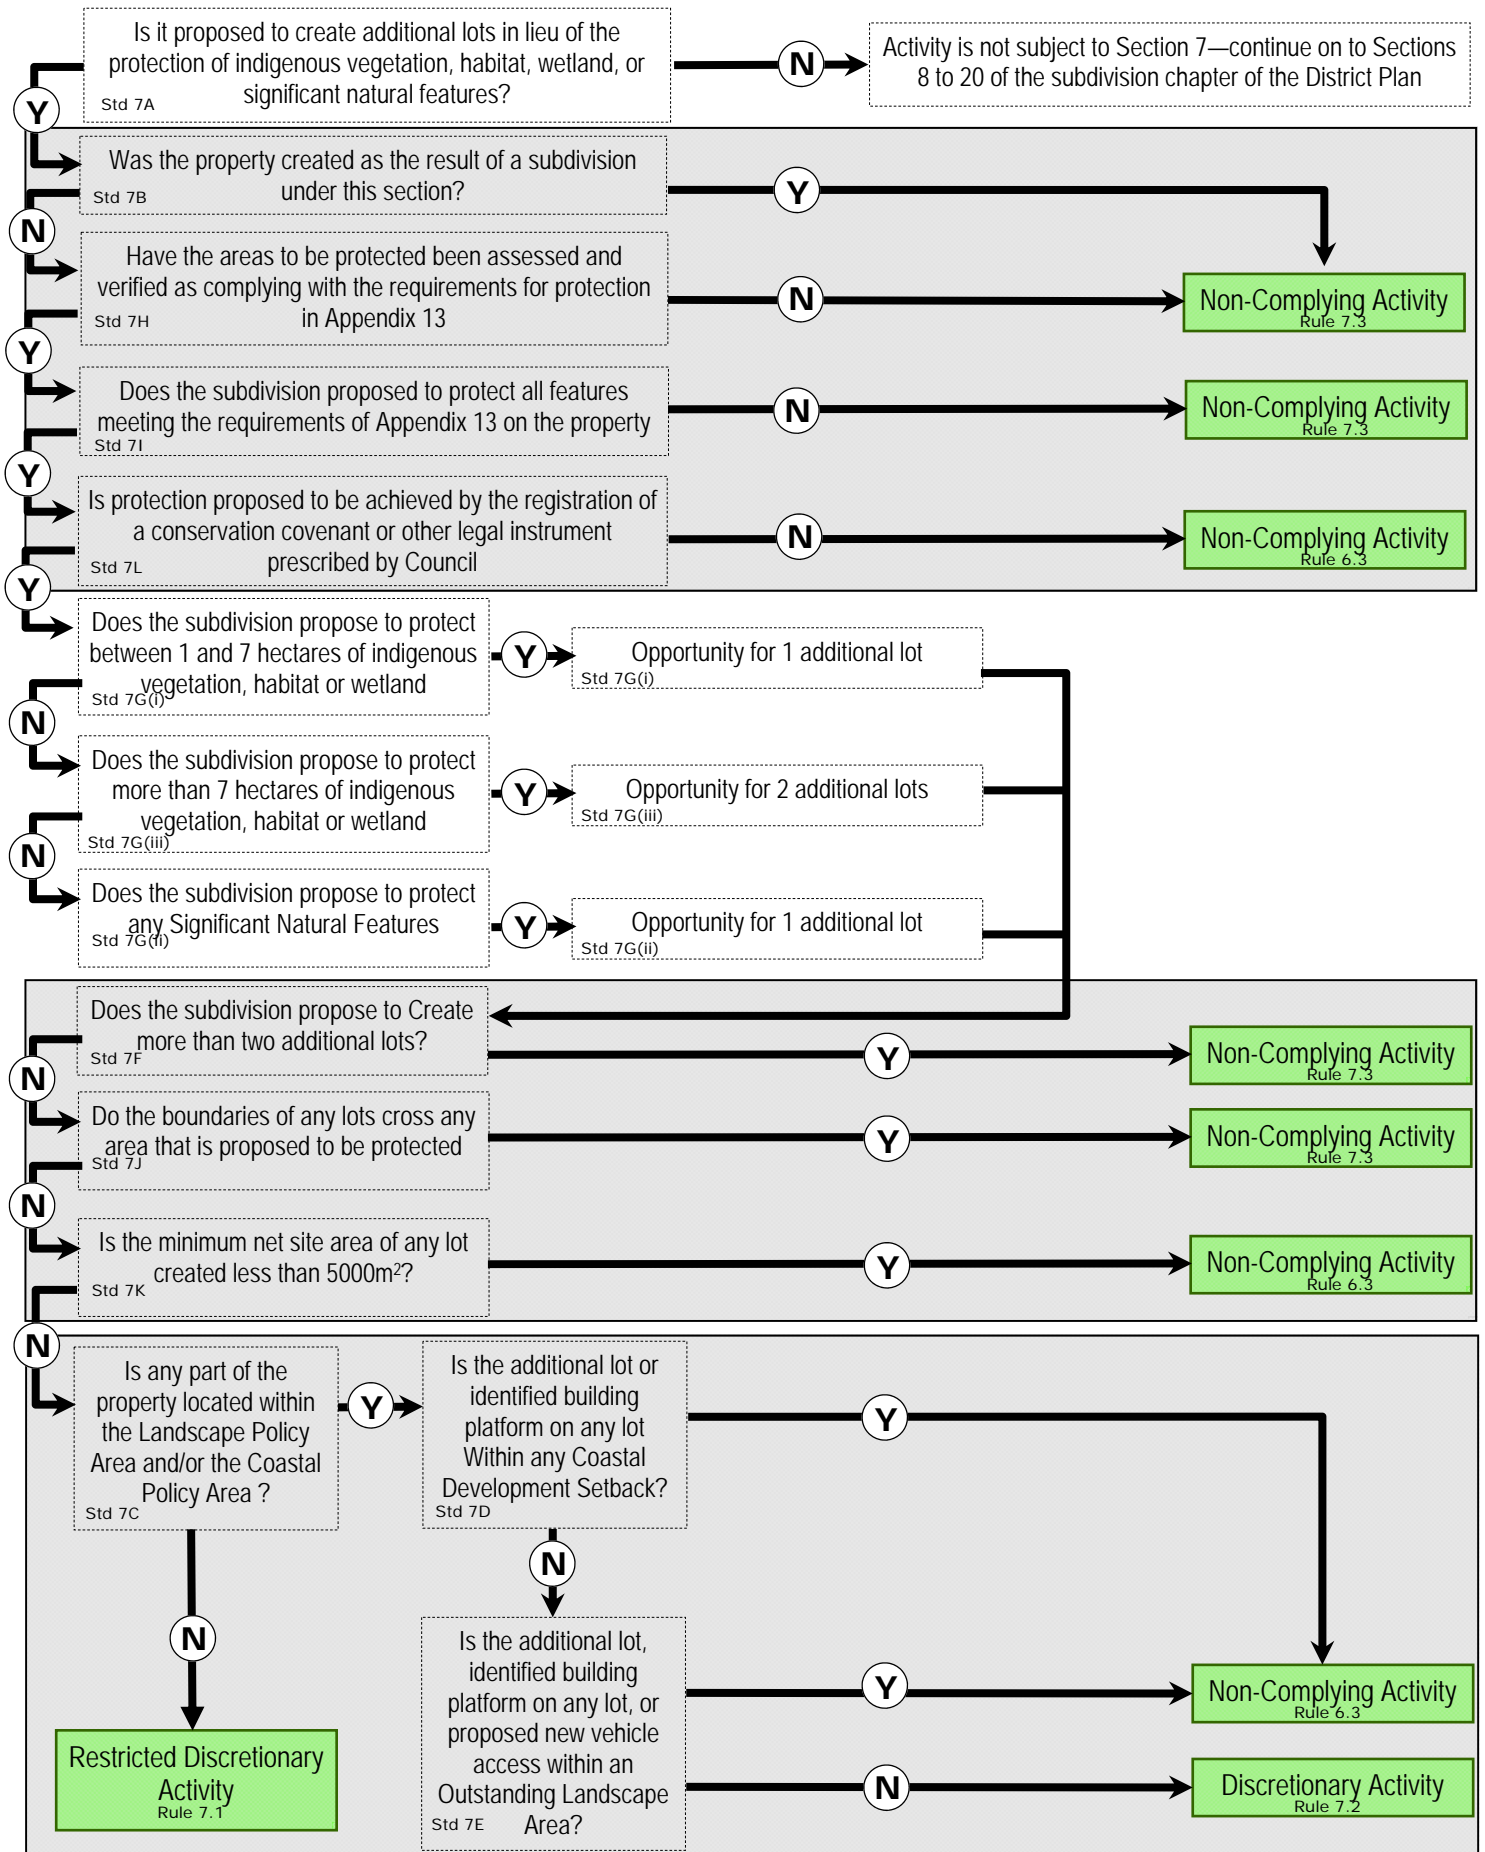 Is it proposed to create additional lots in lieu of the
protection of indigenous vegetation, habitat, wetland, or
significant natural features?
Std 7A
N
Activity is not subject to Section 7—continue on to Sections
8 to 20 of the subdivision chapter of the District Plan
Y
Was the property created as the result of a subdivision
under this section?
Std 7B
Y
N
Have the areas to be protected been assessed and
verified as complying with the requirements for protection
in Appendix 13
Std 7H
N
Non-Complying Activity
Rule 7.3
Y
Does the subdivision proposed to protect all features
meeting the requirements of Appendix 13 on the property
Std 7I
N
Non-Complying Activity
Rule 7.3
Y
Is protection proposed to be achieved by the registration of
a conservation covenant or other legal instrument
prescribed by Council
Std 7L
N
Non-Complying Activity
Rule 6.3
Y
Does the subdivision propose to protect
between 1 and 7 hectares of indigenous
vegetation, habitat or wetland
Std 7G(i)
Y
Opportunity for 1 additional lot
Std 7G(i)
N
Does the subdivision propose to protect
more than 7 hectares of indigenous
vegetation, habitat or wetland
Std 7G(iii)
Y
Opportunity for 2 additional lots
Std 7G(iii)
N
Does the subdivision propose to protect
any Significant Natural Features
Std 7G(ii)
Y
Opportunity for 1 additional lot
Std 7G(ii)
Does the subdivision propose to Create
more than two additional lots?
Std 7F
Y
Non-Complying Activity
Rule 7.3
N
Do the boundaries of any lots cross any
area that is proposed to be protected
Std 7J
Y
Non-Complying Activity
Rule 7.3
N
Is the minimum net site area of any lot
created less than 5000m²?
Std 7K
Y
Non-Complying Activity
Rule 6.3
N
Is any part of the
property located within
the Landscape Policy
Area and/or the Coastal
Policy Area ?
Std 7C
Y
Is the additional lot or
identified building
platform on any lot
Within any Coastal
Development Setback?
Std 7D
Y
N
N
Is the additional lot,
identified building
platform on any lot, or
proposed new vehicle
access within an
Outstanding Landscape
Area?
Std 7E
Y
Non-Complying Activity
Rule 6.3
N
Discretionary Activity
Rule 7.2
Restricted Discretionary
Activity
Rule 7.1